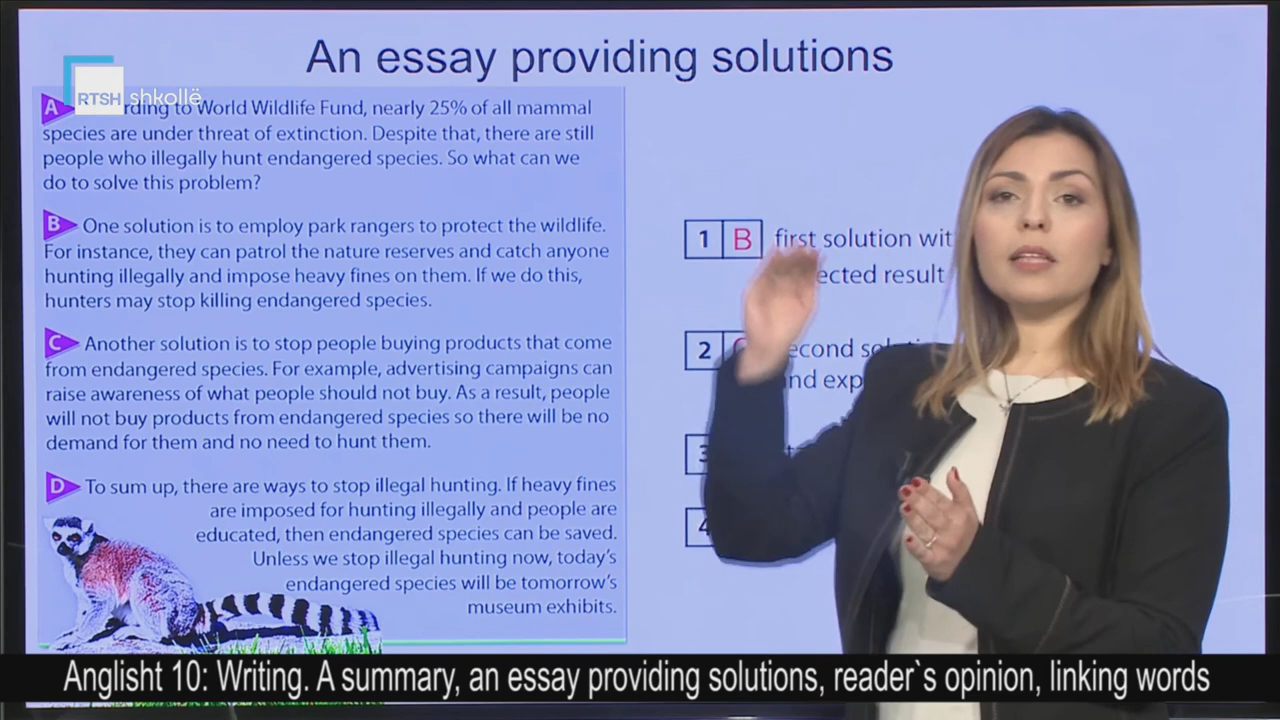 An essay providing solutions
RTSH shkollë
A to World Wildlife Fund, nearly 25% of all mammal
species are under threat of extinction. Despite that, there are still
people who illegally hunt endangered species. So what can we
do to solve this problem?
B One solution is to employ park rangers to protect the wildlife.
For instance, they can patrol the nature reserves and catch anyone
hunting illegally and impose heavy fines on them. If we do this,
hunters may stop killing endangered species.
C Another solution is to stop people buying products that come
from endangered species. For example, advertising campaigns can
raise awareness of what people should not buy. As a result, people
will not buy products from endangered species so there will be no
demand for them and no need to hunt them.
D To sum up, there are ways to stop illegal hunting. If heavy fines
are imposed for hunting illegally and people are
educated, then endangered species can be saved.
Unless we stop illegal hunting now, today's
endangered species will be tomorrow's
museum exhibits.
1 B first solution
result
2
3
4
Anglisht 10: Writing. A summary, an essay providing solutions, reader`s opinion, linking words